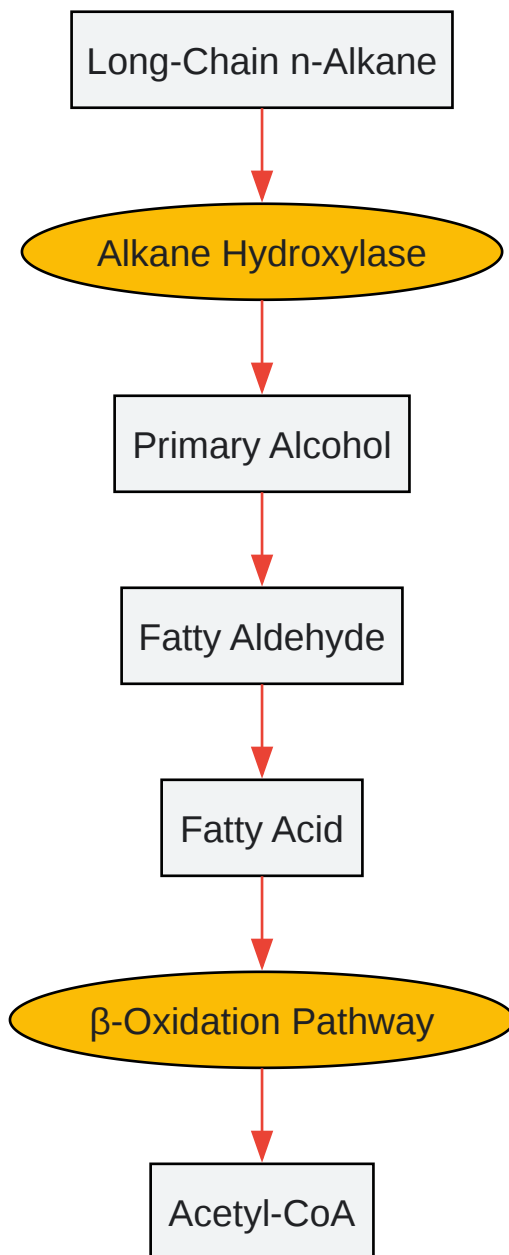 Long-Chain n-Alkane
Alkane Hydroxylase
Primary Alcohol
Fatty Aldehyde
Fatty Acid
β-Oxidation Pathway
Acetyl-CoA